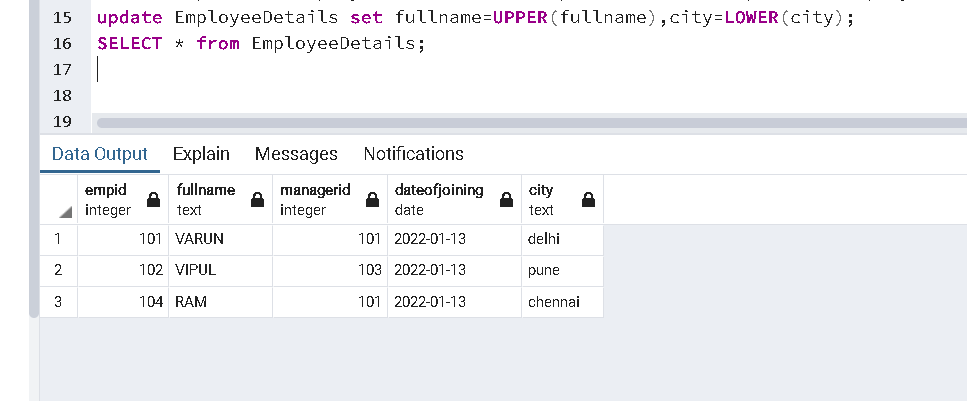 15 update EmployeeDetails set fullname=UPPER(fullname),city=LOWER(city);
16 SELECT * from EmployeeDetails;
17
18
19
Data Output Explain Messages Notifications
empid fullname managerid dateofjoining city
integer text integer date text
1 101 VARUN 101 2022-01-13 delhi
2 102 VIPUL 103 2022-01-13 pune
3 104 RAM 101 2022-01-13 chennai